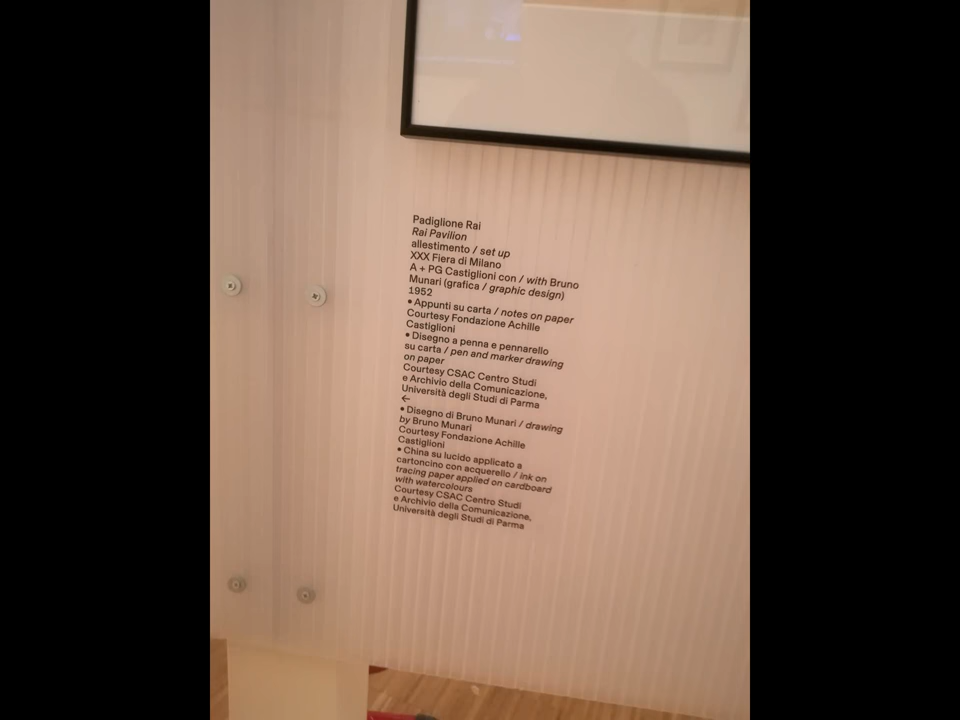 Padiglione Rai
Rai Pavilion
allestimento / set up
XXX Fiera di Milano
A + PG Castiglioni con / with Bruno
Munari (grafica / graphic design)
1952
• Appunti su carta / notes on paper
Courtesy Fondazione Achille
Castiglioni
• Disegno a penna e pennarello
su carta / pen and marker drawing
on paper
Courtesy CSAC Centro Studi
e Archivio della Comunicazione,
Università degli Studi di Parma
←
• Disegno di Bruno Munari / drawing
by Bruno Munari
Courtesy Fondazione Achille
Castiglioni
• China su lucido applicato a
cartoncino con acquerello / ink on
tracing paper applied on cardboard
with watercolours
Courtesy CSAC Centro Studi
e Archivio della Comunicazione,
Università degli Studi di Parma